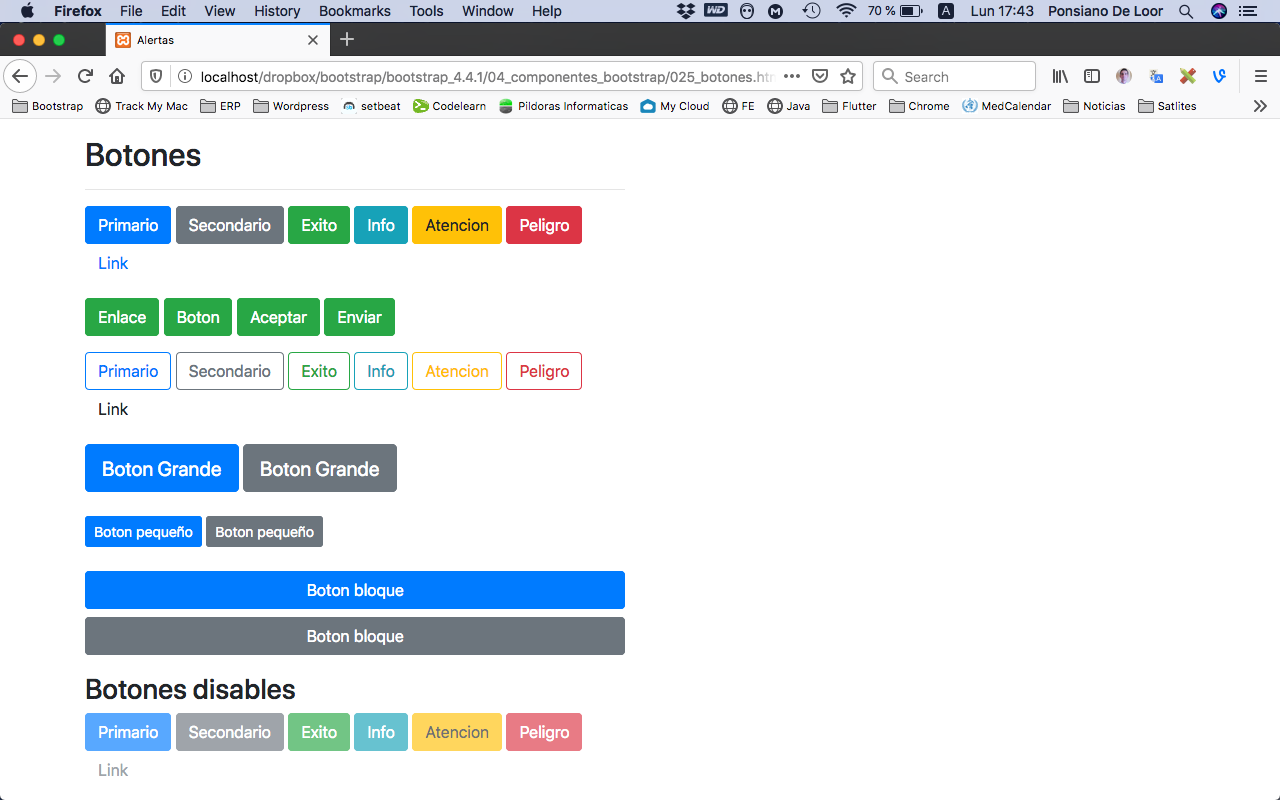 Firefox File Edit View History Bookmarks Tools Window Help WD M 70 % A Lun 17:43 Ponsiano De Loor
Alertas
localhost/dropbox/bootstrap/bootstrap_4.4.1/04_componentes_bootstrap/025_botones.htm Search
Bootstrap Track My Mac ERP Wordpress setbeat Codelearn Pildoras Informaticas My Cloud FE Java Flutter Chrome MedCalendar Noticias Satlites
Botones
Primario Secondario Exito Info Atencion Peligro
Link
Enlace Boton Aceptar Enviar
Primario Secondario Exito Info Atencion Peligro
Link
Boton Grande Boton Grande
Boton pequeño Boton pequeño
Boton bloque
Boton bloque
Botones disables
Primario Secondario Exito Info Atencion Peligro
Link